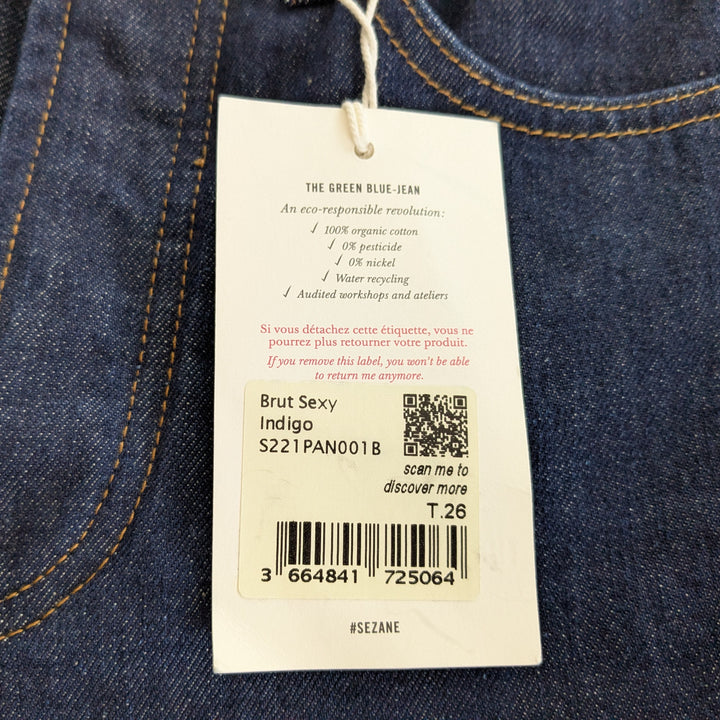 THE GREEN BLUE-JEAN
An eco-responsible revolution:
✓ 100% organic cotton
✓ 0% pesticide
✓ 0% nickel
✓ Water recycling
✓ Audited workshops and ateliers
Si vous détachez cette étiquette, vous ne
pourrez plus retourner votre produit.
If you remove this label, you won't be able
to return me anymore.
Brut Sexy
Indigo
S221PAN001B
scan me to
discover more
T.26
3 664841 725064
#SEZANE